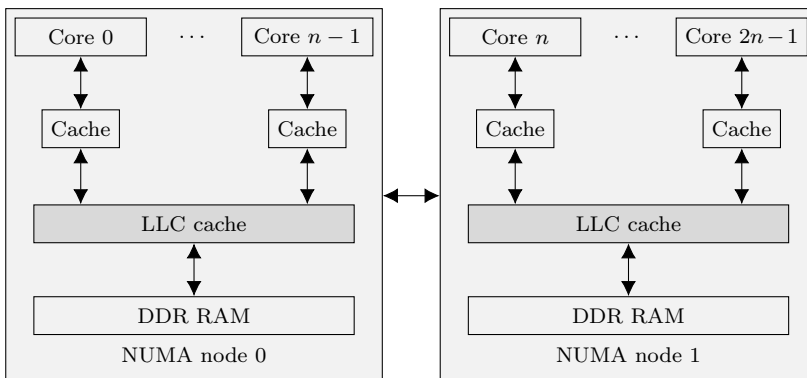 Core 0 ··· Core n − 1 Core n ··· Core 2n − 1
Cache Cache Cache Cache
LLC cache LLC cache
DDR RAM DDR RAM
NUMA node 0 NUMA node 1